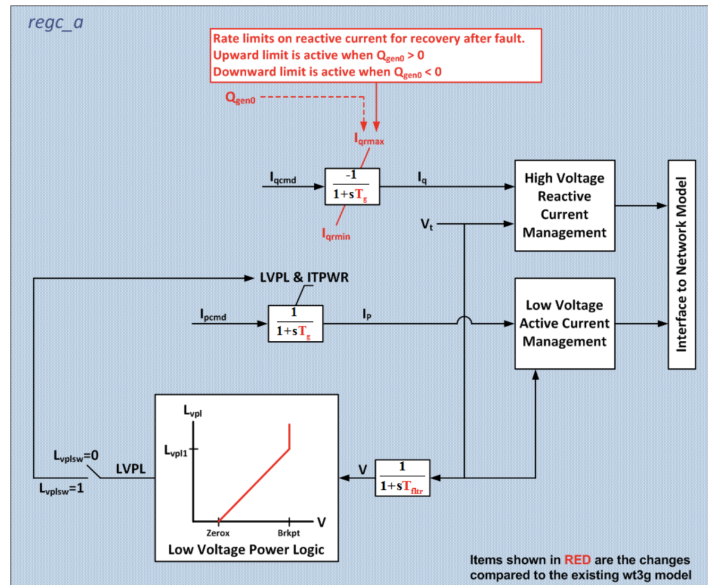 regc_a
Rate limits on reactive current for recovery after fault.
Upward limit is active when Qgen0 > 0
Downward limit is active when Qgen0 < 0
Qgen0
Iqrmax
Iqcmd
-1
1+sTg
Iq
Iqrmin
High Voltage
Reactive
Current
Management
Vt
Interface to Network Model
LVPL & ITPWR
Ipcmd
1
1+sTg
IP
Low Voltage
Active Current
Management
Lvpl
Lvpl1
Lvplsw=0
LVPL
Lvplsw=1
V
Zerox
Brkpt
Low Voltage Power Logic
V
1
1+sTfltr
Items shown in RED are the changes
compared to the existing wt3g model